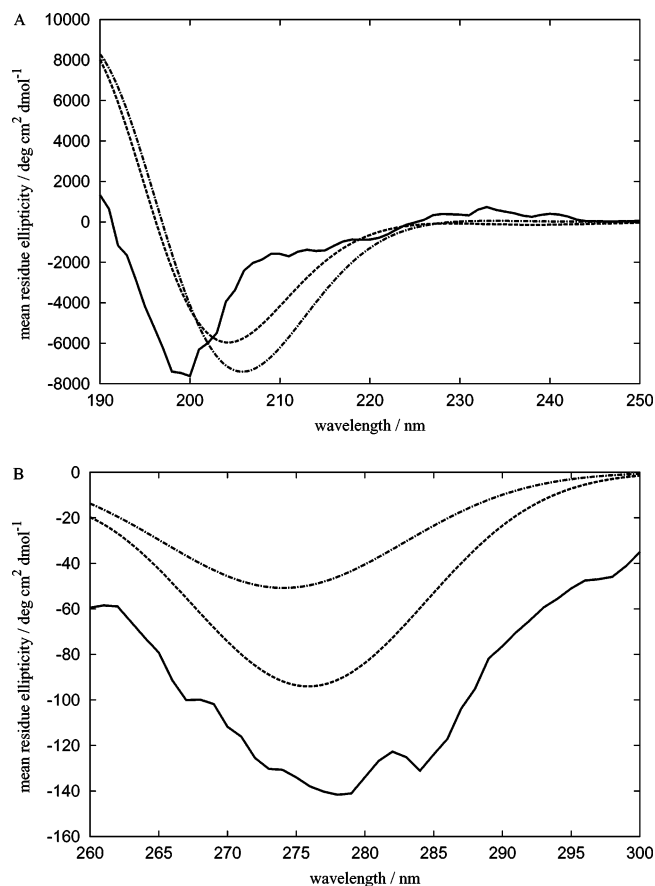 A
mean residue ellipticity / deg cm² dmol⁻¹
10000
8000
6000
4000
2000
0
-2000
-4000
-6000
-8000
190 200 210 220 230 240 250
wavelength / nm
B
mean residue ellipticity / deg cm² dmol⁻¹
0
-20
-40
-60
-80
-100
-120
-140
-160
260 265 270 275 280 285 290 295 300
wavelength / nm